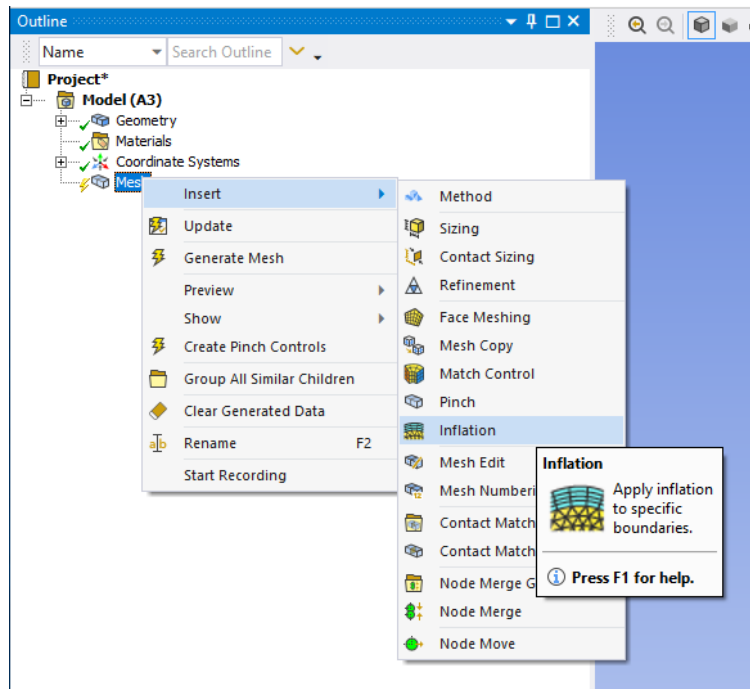 Outline
Name
Search Outline
Project*
Model (A3)
Geometry
Materials
Coordinate Systems
Mesh
Insert
Update
Generate Mesh
Preview
Show
Create Pinch Controls
Group All Similar Children
Clear Generated Data
Rename F2
Start Recording
Method
Sizing
Contact Sizing
Refinement
Face Meshing
Mesh Copy
Match Control
Pinch
Inflation
Mesh Edit
Mesh Numberi
Contact Match
Contact Match
Node Merge G
Node Merge
Node Move
Inflation
Apply inflation
to specific
boundaries.
Press F1 for help.